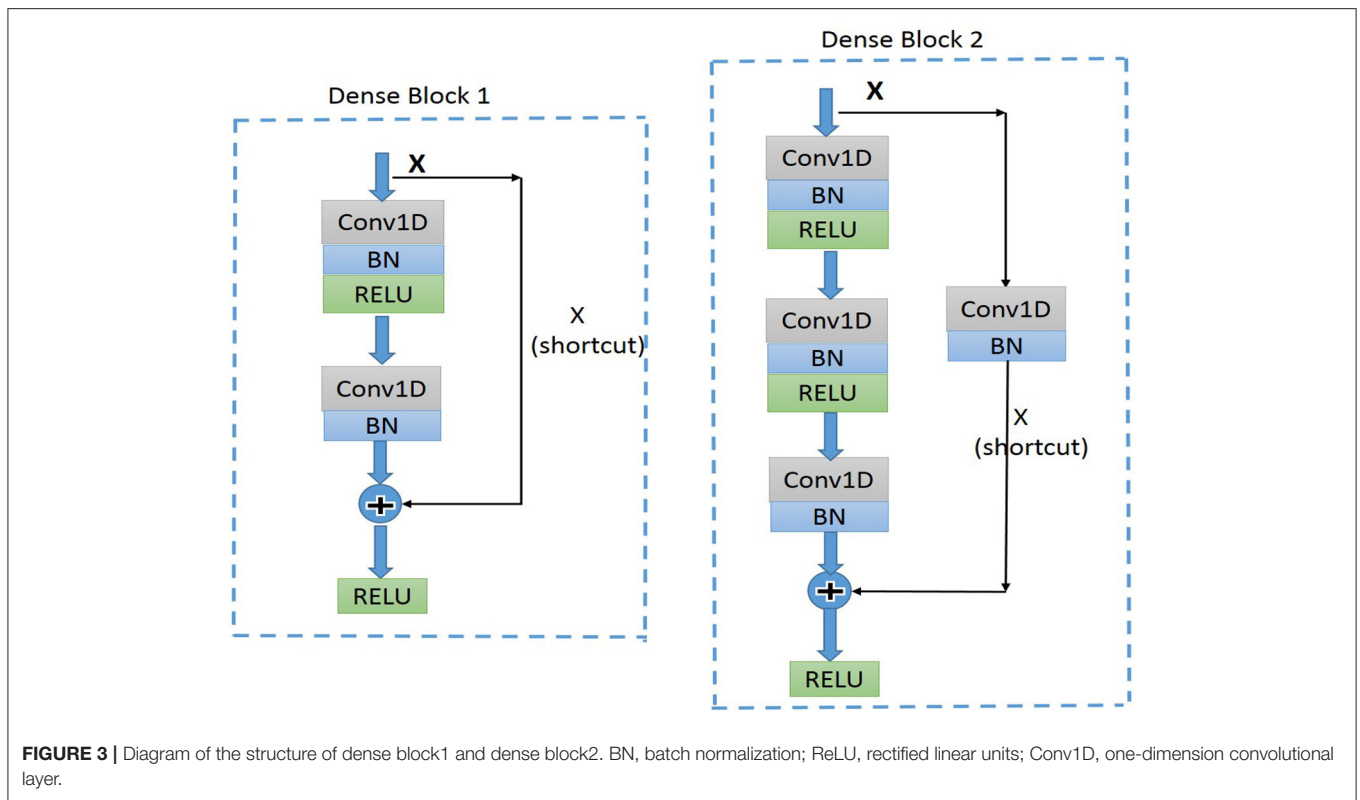 Dense Block 1
X
Conv1D
BN
RELU
X
(shortcut)
Conv1D
BN
+
RELU
Dense Block 2
X
Conv1D
BN
RELU
Conv1D
BN
RELU
Conv1D
BN
X
(shortcut)
Conv1D
BN
+
RELU
FIGURE 3 | Diagram of the structure of dense block1 and dense block2. BN, batch normalization; ReLU, rectified linear units; Conv1D, one-dimension convolutional
layer.